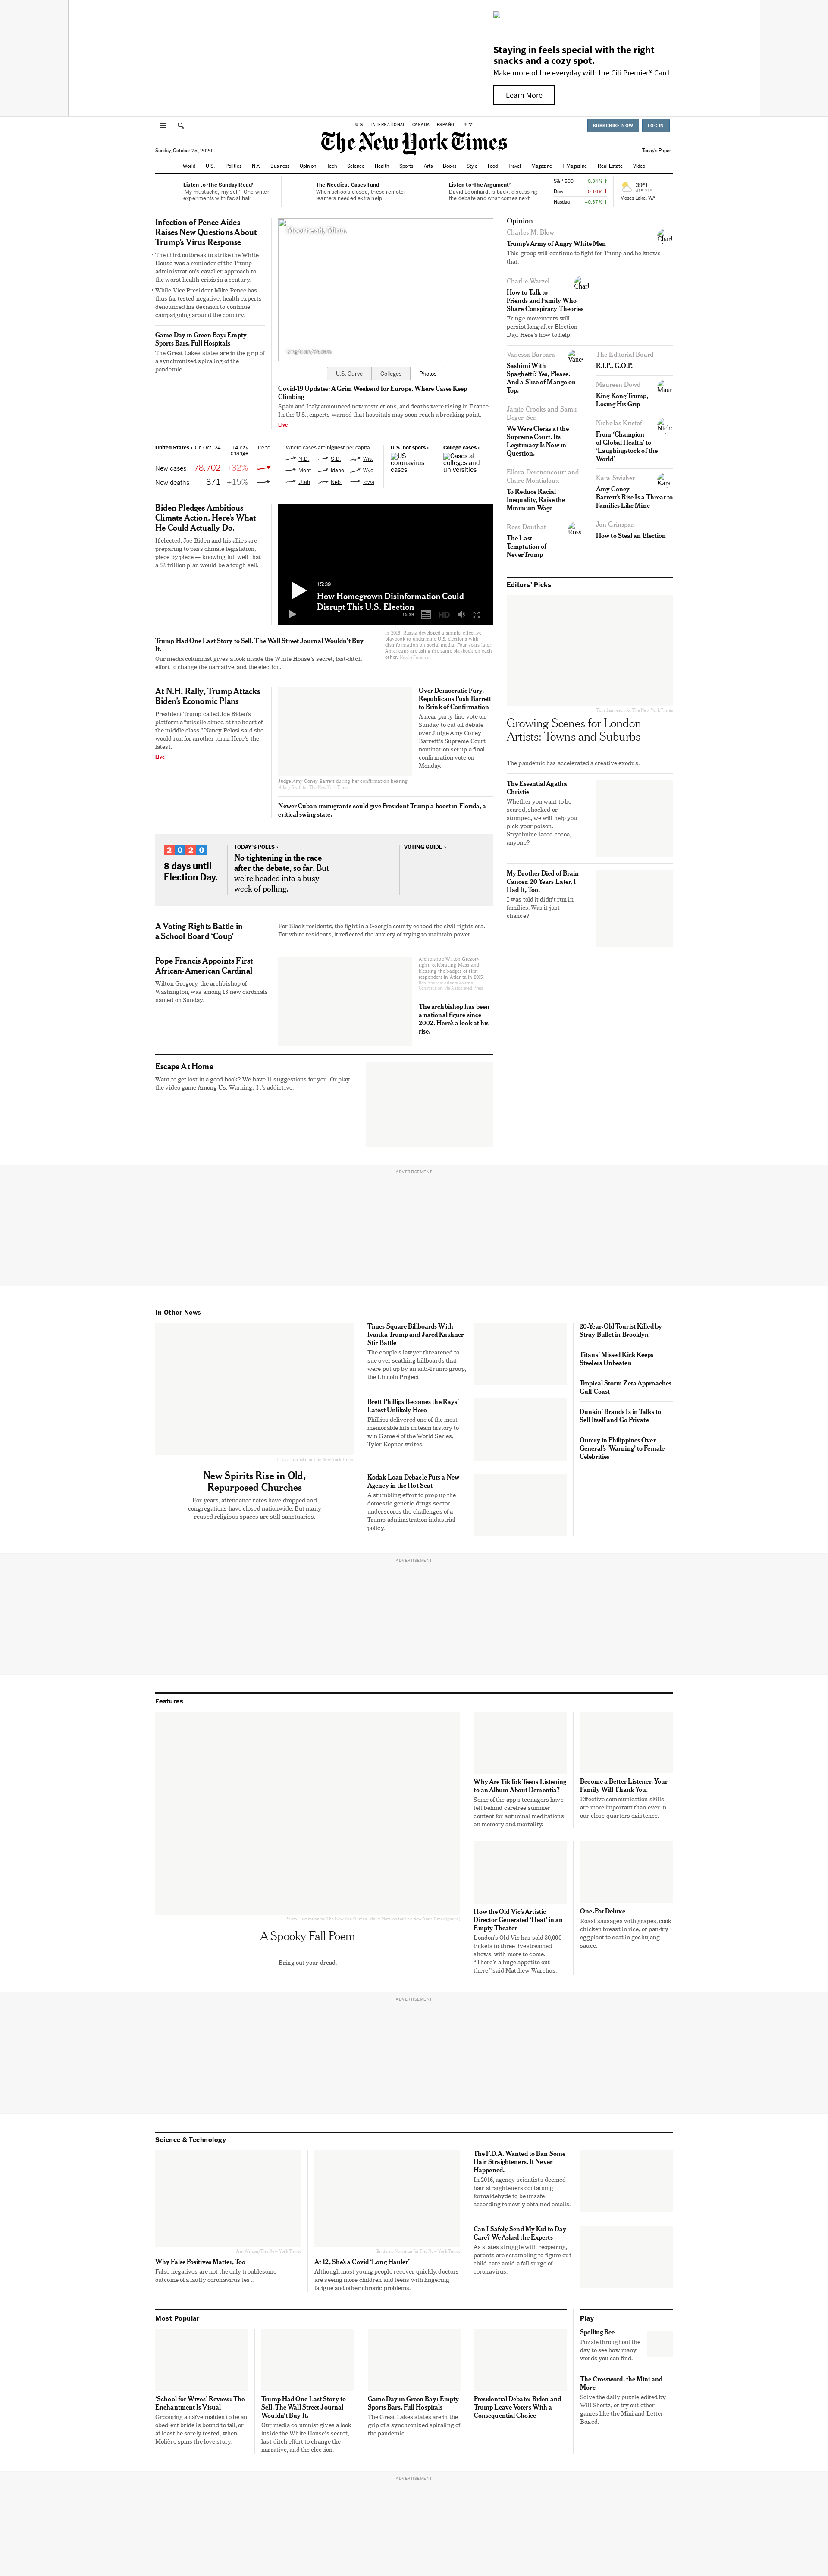 Staying in feels special with the right
snacks and a cozy spot.
Make more of the everyday with the Citi Premier® Card.
Learn More
U.S.
INTERNATIONAL
CANADA
ESPAÑOL
中文
SUBSCRIBE NOW
LOG IN
Sunday, October 25, 2020
The New York Times
Today's Paper
World
U.S.
Politics
N.Y.
Business
Opinion
Tech
Science
Health
Sports
Arts
Books
Style
Food
Travel
Magazine
T Magazine
Real Estate
Video
Listen to 'The Sunday Read'
'My mustache, my self': One writer
experiments with facial hair.
The Neediest Cases Fund
When schools closed, these remoter
learners needed extra help.
Listen to 'The Argument'
David Leonhardt is back, discussing
the debate and what comes next.
S&P 500
+0.34% ↑
Dow
-0.10% ↓
Nasdaq
+0.37% ↑
39°F
41°
Moses Lake, WA
Infection of Pence Aides
Raises New Questions About
Trump's Virus Response
• The third outbreak to strike the White
House was a reminder of the Trump
administration's cavalier approach to
the worst health crisis in a century.
• While Vice President Mike Pence has
thus far tested negative, health experts
denounced his decision to continue
campaigning around the country.
Game Day in Green Bay: Empty
Sports Bars, Full Hospitals
The Great Lakes states are in the grip of
a synchronized spiraling of the
pandemic.
Moorhead, Minn.
U.S. Curve
Colleges
Photos
Covid-19 Updates: A Grim Weekend for Europe, Where Cases Keep
Climbing
Spain and Italy announced new restrictions, and deaths were rising in France.
In the U.S., experts warned that hospitals may soon reach a breaking point.
Live
United States › On Oct. 24
14-day
change
Trend
New cases 78,702 +32%
New deaths 871 +15%
Where cases are highest per capita
N.D.
S.D.
Wis.
Mont.
Idaho
Wyo.
Utah
Neb.
Iowa
U.S. hot spots ›
US
coronavirus
cases
College cases ›
Cases at
colleges and
universities
Biden Pledges Ambitious
Climate Action. Here's What
He Could Actually Do.
If elected, Joe Biden and his allies are
preparing to pass climate legislation,
piece by piece — knowing full well that
a $2 trillion plan would be a tough sell.
15:39
How Homegrown Disinformation Could
Disrupt This U.S. Election
15:39
HD
In 2016, Russia developed a simple, effective
playbook to undermine U.S. elections with
disinformation on social media. Four years later,
Americans are using the same playbook on each
other.
Trump Had One Last Story to Sell. The Wall Street Journal Wouldn't Buy
It.
Our media columnist gives a look inside the White House's secret, last-ditch
effort to change the narrative, and the election.
At N.H. Rally, Trump Attacks
Biden's Economic Plans
President Trump called Joe Biden's
platform a "missile aimed at the heart of
the middle class." Nancy Pelosi said she
would run for another term. Here's the
latest.
Live
Judge Amy Coney Barrett during her confirmation hearing.
Over Democratic Fury,
Republicans Push Barrett
to Brink of Confirmation
A near party-line vote on
Sunday to cut off debate
over Judge Amy Coney
Barrett's Supreme Court
nomination set up a final
confirmation vote on
Monday.
Newer Cuban immigrants could give President Trump a boost in Florida, a
critical swing state.
2020
8 days until
Election Day.
TODAY'S POLLS ›
No tightening in the race
after the debate, so far. But
we're headed into a busy
week of polling.
VOTING GUIDE ›
A Voting Rights Battle in
a School Board 'Coup'
For Black residents, the fight in a Georgia county echoed the civil rights era.
For white residents, it reflected the anxiety of trying to maintain power.
Pope Francis Appoints First
African-American Cardinal
Wilton Gregory, the archbishop of
Washington, was among 13 new cardinals
named on Sunday.
Archbishop Wilton Gregory,
right, celebrating Mass and
blessing the badges of first
responders in Atlanta in 2015.
The archbishop has been
a national figure since
2002. Here's a look at his
rise.
Escape At Home
Want to get lost in a good book? We have 11 suggestions for you. Or play
the video game Among Us. Warning: It's addictive.
Opinion
Charles M. Blow
Trump's Army of Angry White Men
This group will continue to fight for Trump and he knows
that.
Charlie Warzel
How to Talk to
Friends and Family Who
Share Conspiracy Theories
Fringe movements will
persist long after Election
Day. Here's how to help.
Vanessa Barbara
Sashimi With
Spaghetti? Yes, Please.
And a Slice of Mango on
Top.
Jamie Crooks and Samir
Deger-Sen
We Were Clerks at the
Supreme Court. Its
Legitimacy Is Now in
Question.
Ellora Derenoncourt and
Claire Montialoux
To Reduce Racial
Inequality, Raise the
Minimum Wage
Ross Douthat
The Last
Temptation of
NeverTrump
The Editorial Board
R.I.P., G.O.P.
Maureen Dowd
King Kong Trump,
Losing His Grip
Nicholas Kristof
From 'Champion
of Global Health' to
'Laughingstock of the
World'
Kara Swisher
Amy Coney
Barrett's Rise Is a Threat to
Families Like Mine
Jon Grinspan
How to Steal an Election
Editors' Picks
Growing Scenes for London
Artists: Towns and Suburbs
The pandemic has accelerated a creative exodus.
The Essential Agatha
Christie
Whether you want to be
scared, shocked or
stumped, we will help you
pick your poison.
Strychnine-laced cocoa,
anyone?
My Brother Died of Brain
Cancer. 20 Years Later, I
Had It, Too.
I was told it didn't run in
families. Was it just
chance?
ADVERTISEMENT
In Other News
New Spirits Rise in Old,
Repurposed Churches
For years, attendance rates have dropped and
congregations have closed nationwide. But many
reused religious spaces are still sanctuaries.
Times Square Billboards With
Ivanka Trump and Jared Kushner
Stir Battle
The couple's lawyer threatened to
sue over scathing billboards that
were put up by an anti-Trump group,
the Lincoln Project.
Brett Phillips Becomes the Rays'
Latest Unlikely Hero
Phillips delivered one of the most
memorable hits in team history to
win Game 4 of the World Series,
Tyler Kepner writes.
Kodak Loan Debacle Puts a New
Agency in the Hot Seat
A stumbling effort to prop up the
domestic generic drugs sector
underscores the challenges of a
Trump administration industrial
policy.
20-Year-Old Tourist Killed by
Stray Bullet in Brooklyn
Titans' Missed Kick Keeps
Steelers Unbeaten
Tropical Storm Zeta Approaches
Gulf Coast
Dunkin' Brands Is in Talks to
Sell Itself and Go Private
Outcry in Philippines Over
General's 'Warning' to Female
Celebrities
ADVERTISEMENT
Features
A Spooky Fall Poem
Bring out your dread.
Why Are TikTok Teens Listening
to an Album About Dementia?
Some of the app's teenagers have
left behind carefree summer
content for autumnal meditations
on memory and mortality.
Become a Better Listener. Your
Family Will Thank You.
Effective communication skills
are more important than ever in
our close-quarters existence.
How the Old Vic's Artistic
Director Generated 'Heat' in an
Empty Theater
London's Old Vic has sold 30,000
tickets to three livestreamed
shows, with more to come.
"There's a huge appetite out
there," said Matthew Warchus.
One-Pot Deluxe
Roast sausages with grapes, cook
chicken breast in rice, or pan-fry
eggplant to coat in gochujang
sauce.
ADVERTISEMENT
Science & Technology
Why False Positives Matter, Too
False negatives are not the only troublesome
outcome of a faulty coronavirus test.
At 12, She's a Covid 'Long Hauler'
Although most young people recover quickly, doctors
are seeing more children and teens with lingering
fatigue and other chronic problems.
The F.D.A. Wanted to Ban Some
Hair Straighteners. It Never
Happened.
In 2016, agency scientists deemed
hair straighteners containing
formaldehyde to be unsafe,
according to newly obtained emails.
Can I Safely Send My Kid to Day
Care? We Asked the Experts
As states struggle with reopening,
parents are scrambling to figure out
child care amid a fall surge of
coronavirus.
Most Popular
'School for Wives' Review: The
Enchantment Is Visual
Grooming a naïve maiden to be an
obedient bride is bound to fail, or
at least be sorely tested, when
Molière spins the love story.
Trump Had One Last Story to
Sell. The Wall Street Journal
Wouldn't Buy It.
Our media columnist gives a look
inside the White House's secret,
last-ditch effort to change the
narrative, and the election.
Game Day in Green Bay: Empty
Sports Bars, Full Hospitals
The Great Lakes states are in the
grip of a synchronized spiraling of
the pandemic.
Presidential Debate: Biden and
Trump Leave Voters With a
Consequential Choice
Play
Spelling Bee
Puzzle throughout the
day to see how many
words you can find.
The Crossword, the Mini and
More
Solve the daily puzzle edited by
Will Shortz, or try out other
games like the Mini and Letter
Boxed.
ADVERTISEMENT